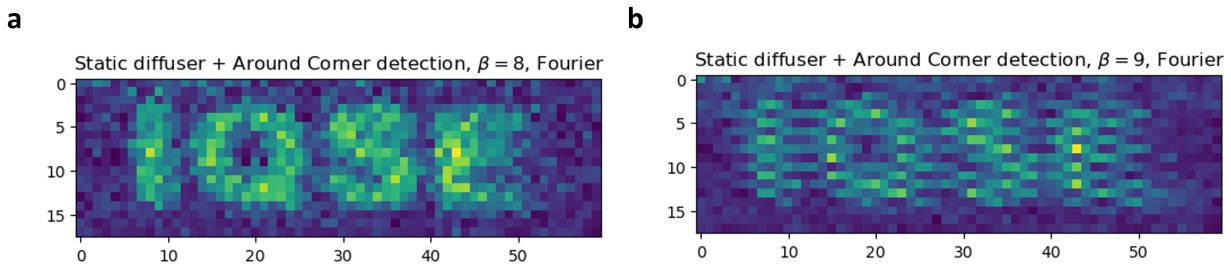 a
Static diffuser + Around Corner detection, β = 8, Fourier
0
5
10
15
0 10 20 30 40 50
IOSB
b
Static diffuser + Around Corner detection, β = 9, Fourier
0
5
10
15
0 10 20 30 40 50